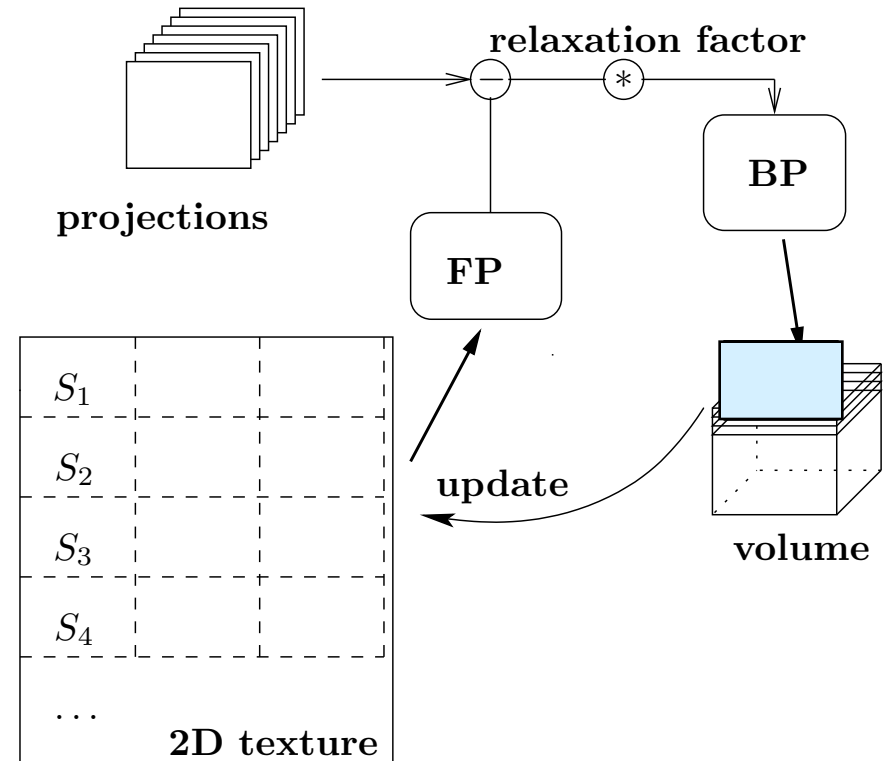 relaxation factor
−
*
BP
projections
FP
S₁
S₂
update
S₃
volume
S₄
...
2D texture